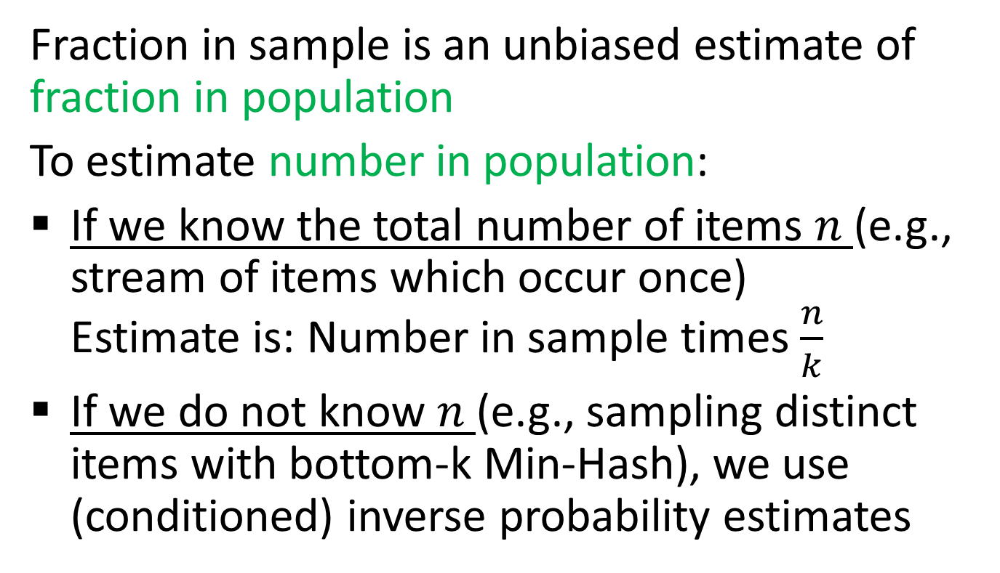 Fraction in sample is an unbiased estimate of
fraction in population
To estimate number in population:
▪ If we know the total number of items 𝑛 (e.g.,
stream of items which occur once)
Estimate is: Number in sample times 𝑛/𝑘
▪ If we do not know 𝑛 (e.g., sampling distinct
items with bottom-k Min-Hash), we use
(conditioned) inverse probability estimates